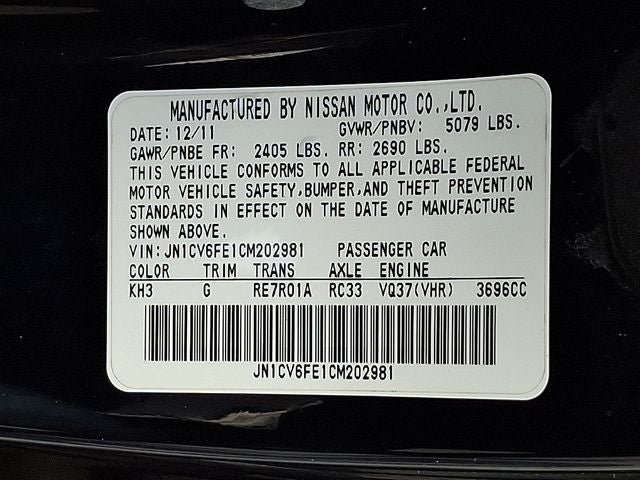 MANUFACTURED BY NISSAN MOTOR CO.,LTD.
DATE: 12/11 GVWR/PNBV: 5079 LBS.
GAWR/PNBE FR: 2405 LBS. RR: 2690 LBS.
THIS VEHICLE CONFORMS TO ALL APPLICABLE FEDERAL
MOTOR VEHICLE SAFETY,BUMPER,AND THEFT PREVENTION
STANDARDS IN EFFECT ON THE DATE OF MANUFACTURE
SHOWN ABOVE.
VIN: JN1CV6FE1CM202981 PASSENGER CAR
COLOR TRIM TRANS AXLE ENGINE
KH3 G RE7R01A RC33 VQ37(VHR) 3696CC
JN1CV6FE1CM202981